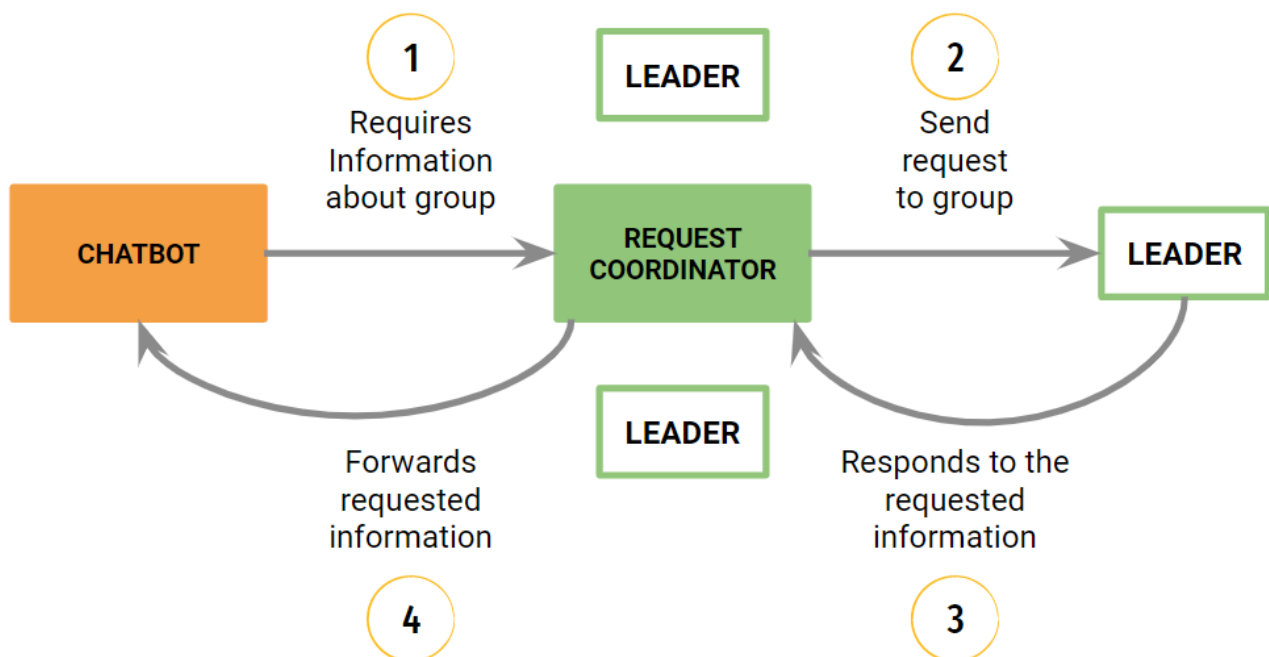 1
Requires
Information
about group
LEADER
2
Send
request
to group
CHATBOT
REQUEST
COORDINATOR
LEADER
LEADER
Forwards
requested
information
4
Responds to the
requested
information
3